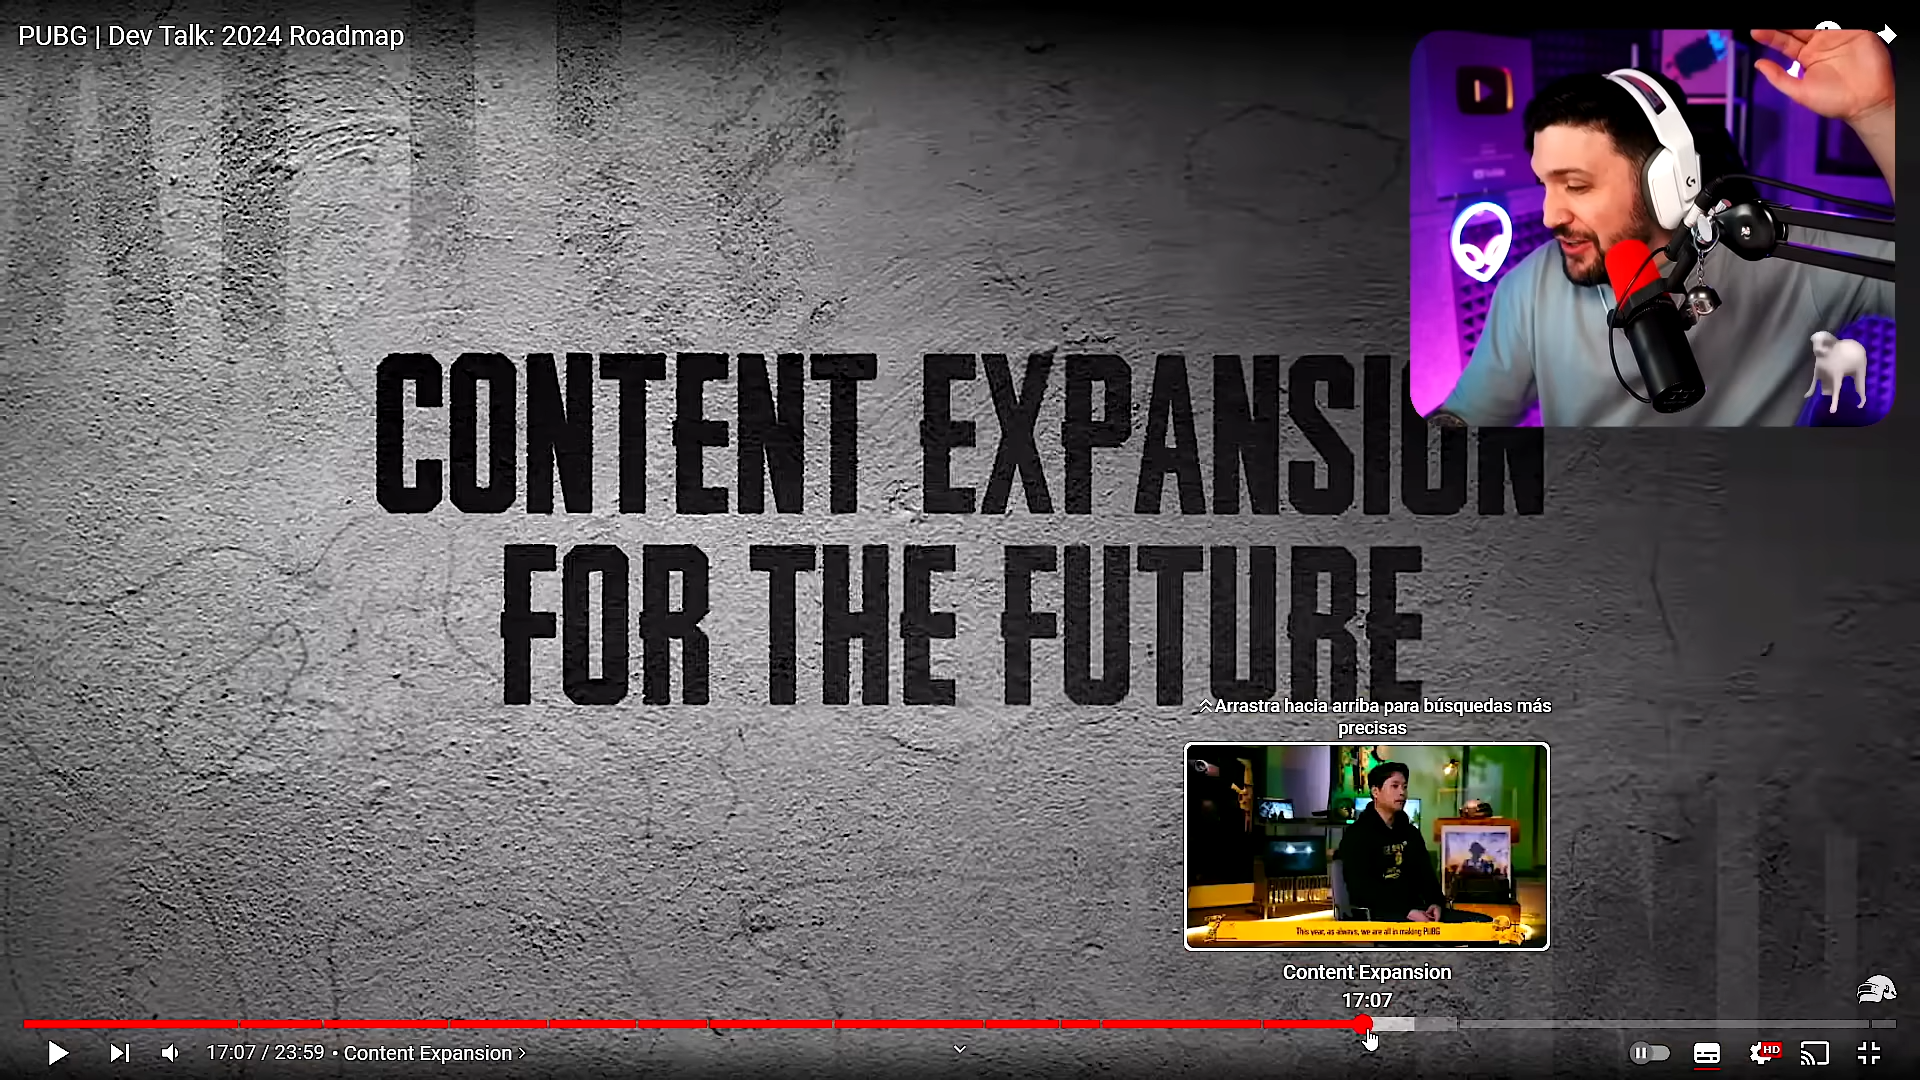 PUBG | Dev Talk: 2024 Roadmap
CONTENT EXPANSION
FOR THE FUTURE
Arrastra hacia arriba para búsquedas más
precisas
This year, as always, we are all in making PUBG
Content Expansion
17:07
17:07 / 23:59 • Content Expansion
HD